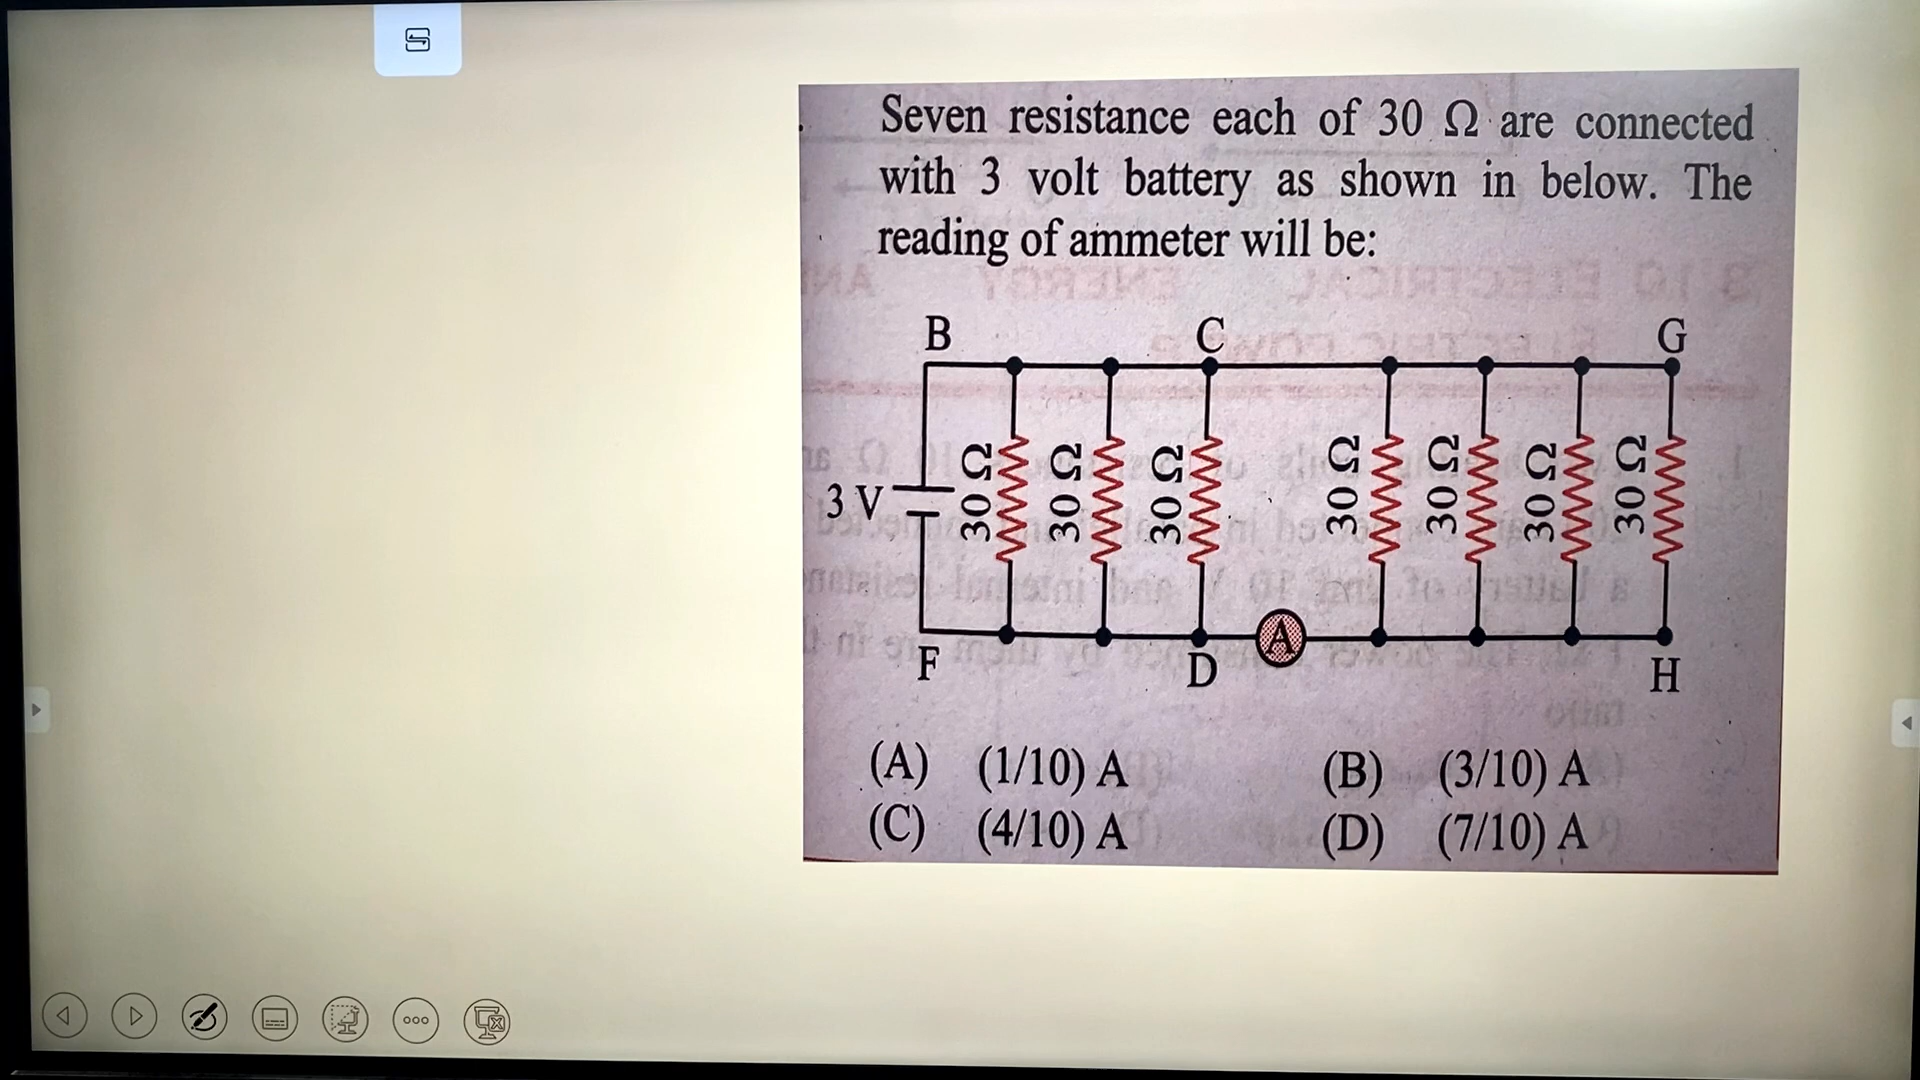 Seven resistance each of 30 Ω are connected
with 3 volt battery as shown in below. The
reading of ammeter will be:
B C G
3 V 30 Ω 30 Ω 30 Ω 30 Ω 30 Ω 30 Ω 30 Ω
A
F D H
(A) (1/10) A (B) (3/10) A
(C) (4/10) A (D) (7/10) A